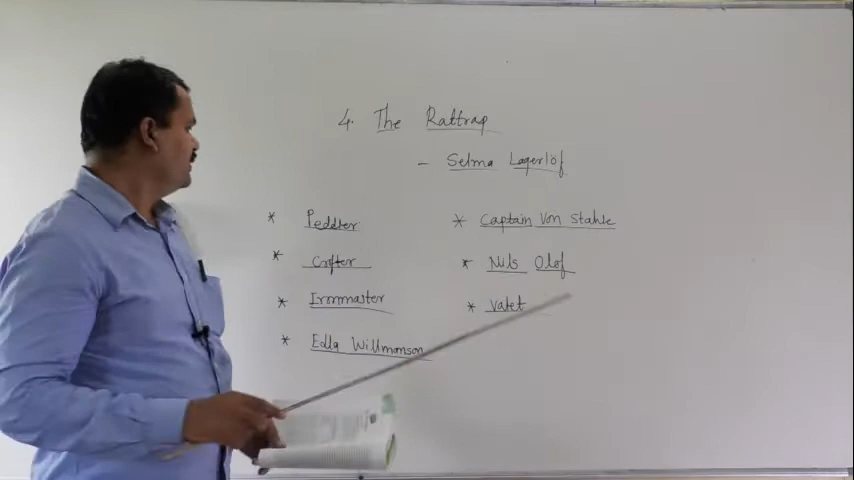 4. The Rattrap
- Selma Lagerlöf
* Peddler
* Crofter
* Ironmaster
* Edla Willmanson
* Captain Von Stahle
* Nils Olof
* Valet